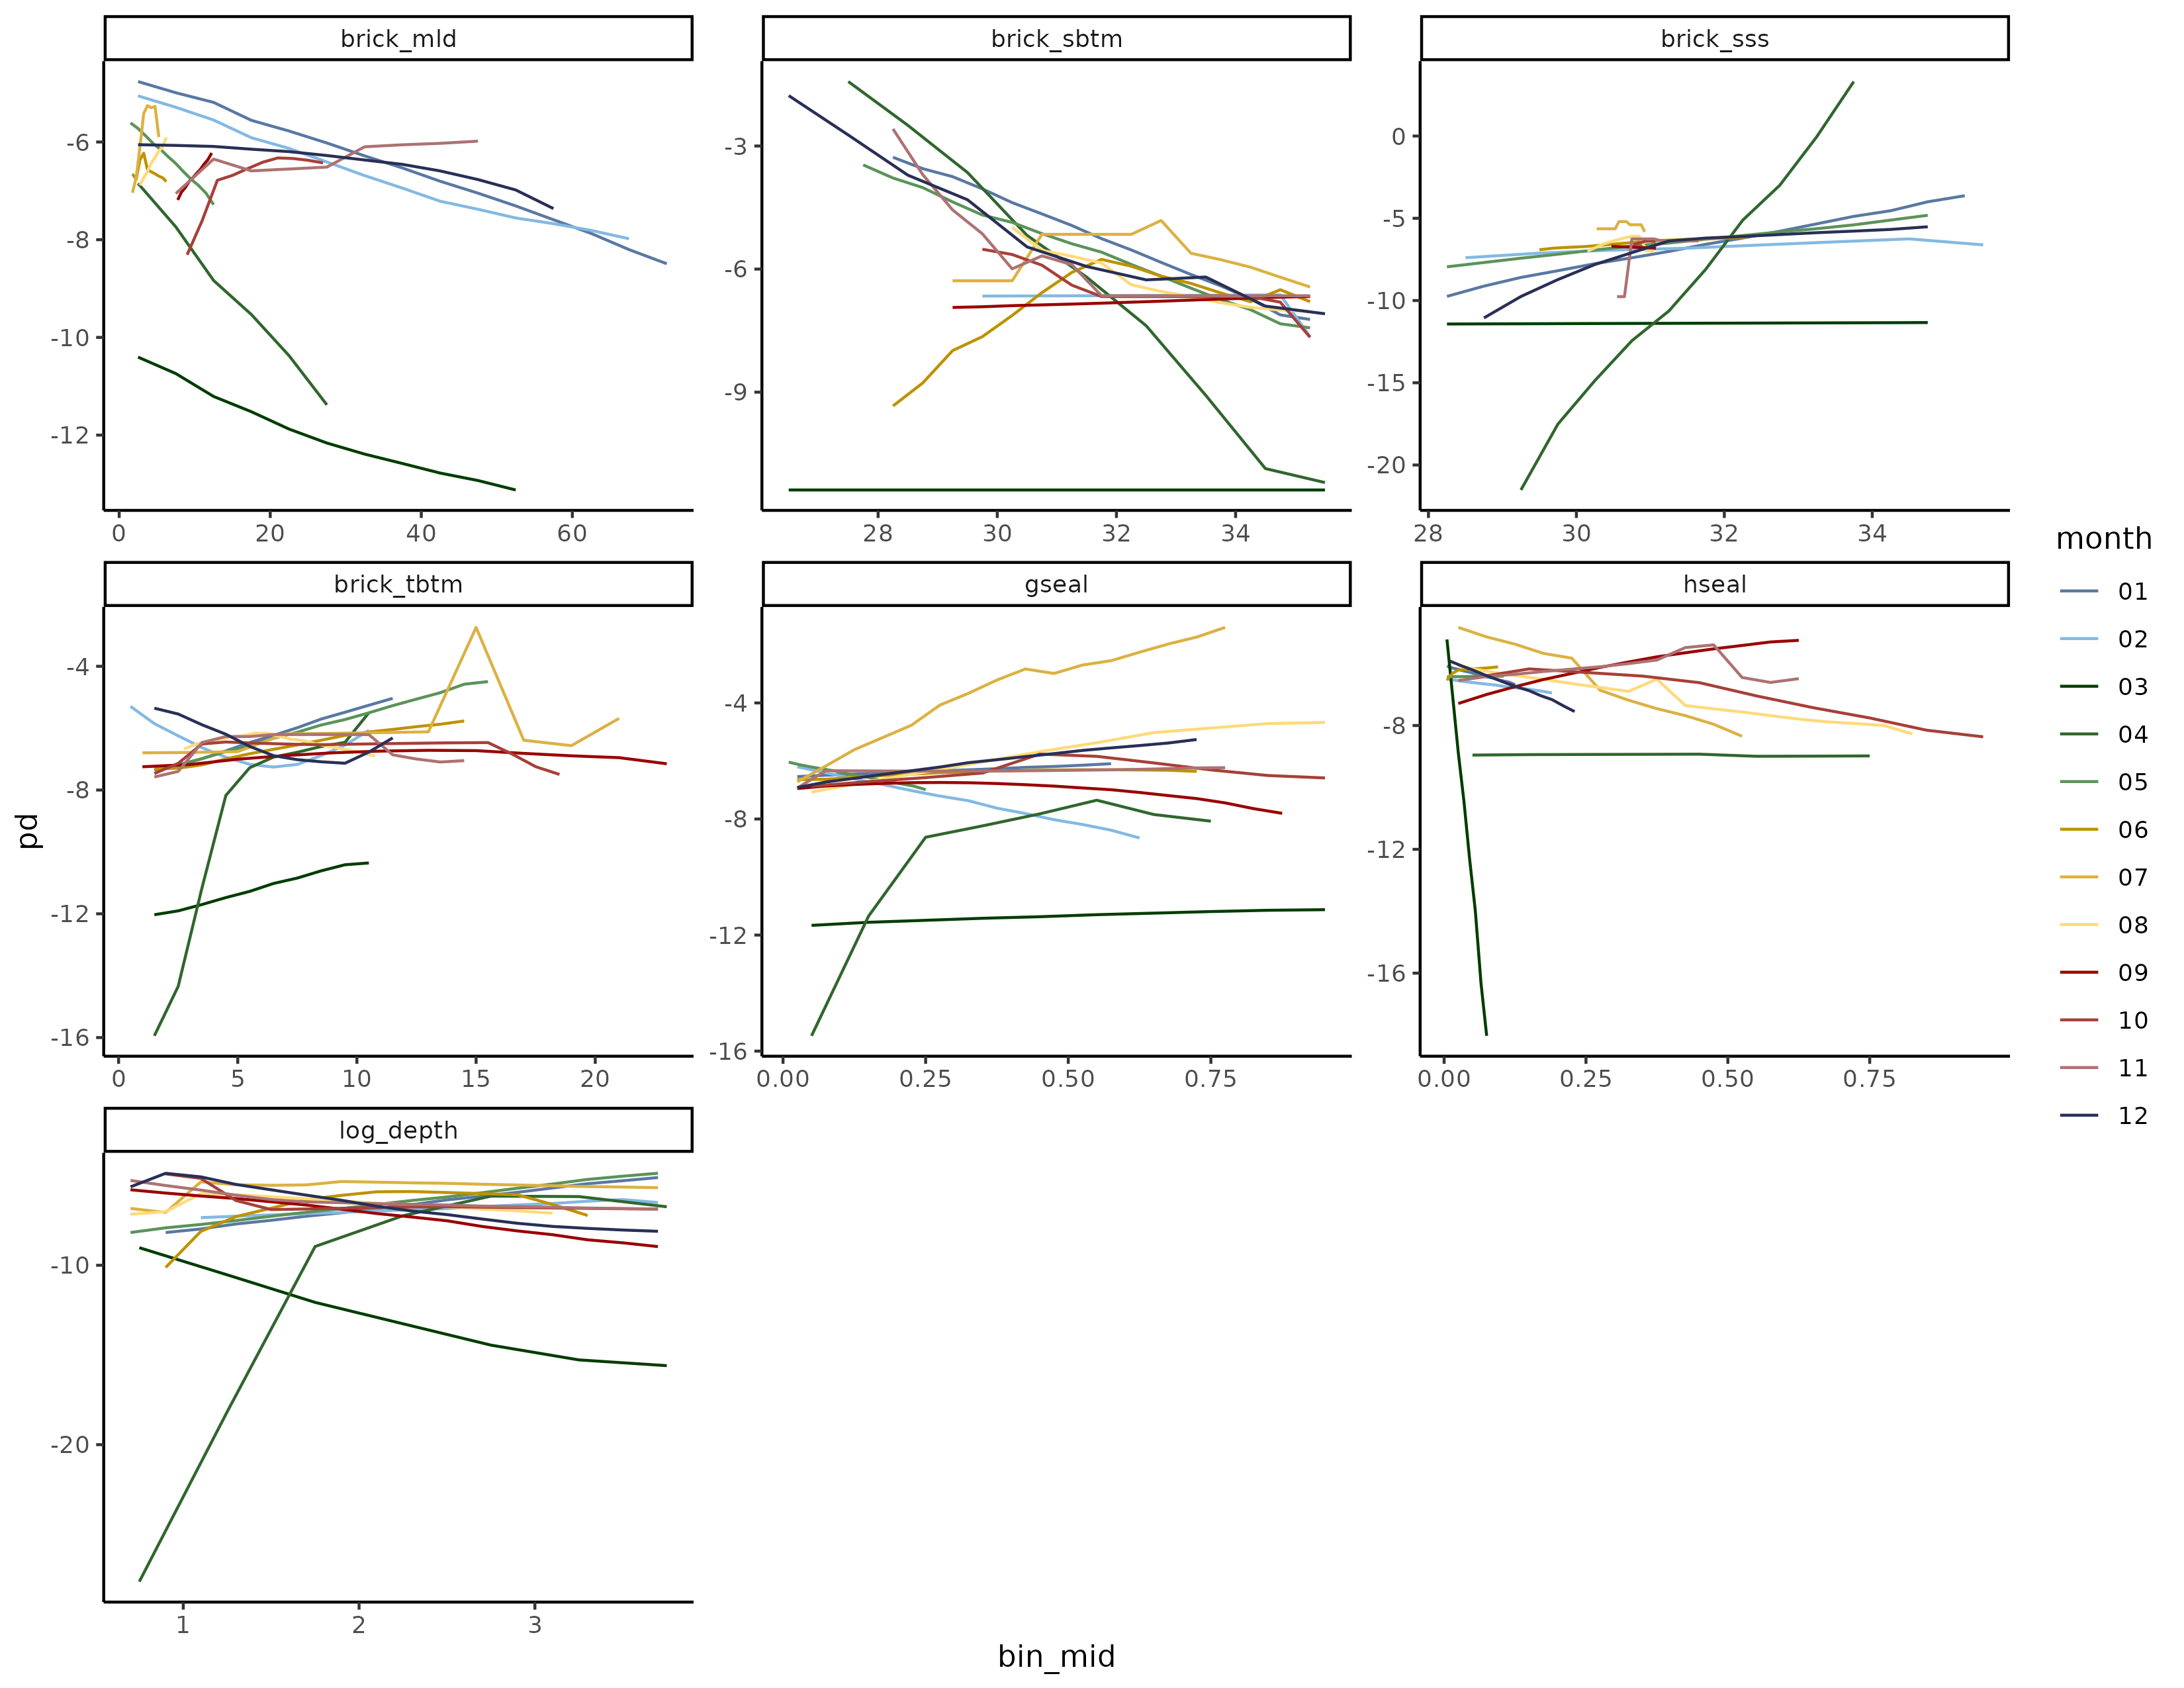 brick_mld brick_sbtm brick_sss
-6
-8
-10
-12
0 20 40 60
-3
-6
-9
28 30 32 34
0
-5
-10
-15
-20
28 30 32 34
brick_tbtm gseal hseal
-4
-8
-12
-16
0 5 10 15 20
-4
-8
-12
-16
0.00 0.25 0.50 0.75
-8
-12
-16
0.00 0.25 0.50 0.75
log_depth
-10
-20
1 2 3
pd
bin_mid
month
01
02
03
04
05
06
07
08
09
10
11
12